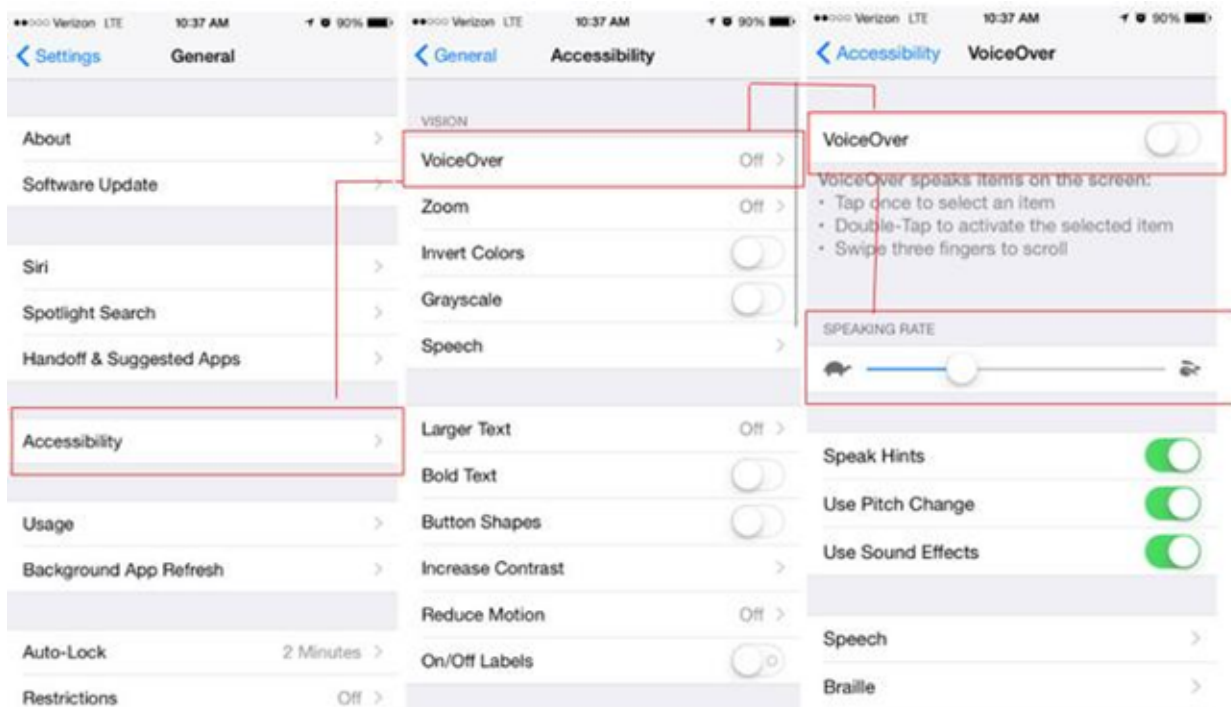 Verizon LTE 10:37 AM 90%
Settings General
About
Software Update
Siri
Spotlight Search
Handoff & Suggested Apps
Accessibility
Usage
Background App Refresh
Auto-Lock 2 Minutes
Restrictions Off
Verizon LTE 10:37 AM 90%
General Accessibility
VISION
VoiceOver Off
Zoom Off
Invert Colors
Grayscale
Speech
Larger Text Off
Bold Text
Button Shapes
Increase Contrast
Reduce Motion Off
On/Off Labels
Verizon LTE 10:37 AM 90%
Accessibility VoiceOver
VoiceOver
VoiceOver speaks items on the screen:
• Tap once to select an item
• Double-Tap to activate the selected item
• Swipe three fingers to scroll
SPEAKING RATE
Speak Hints
Use Pitch Change
Use Sound Effects
Speech
Braille